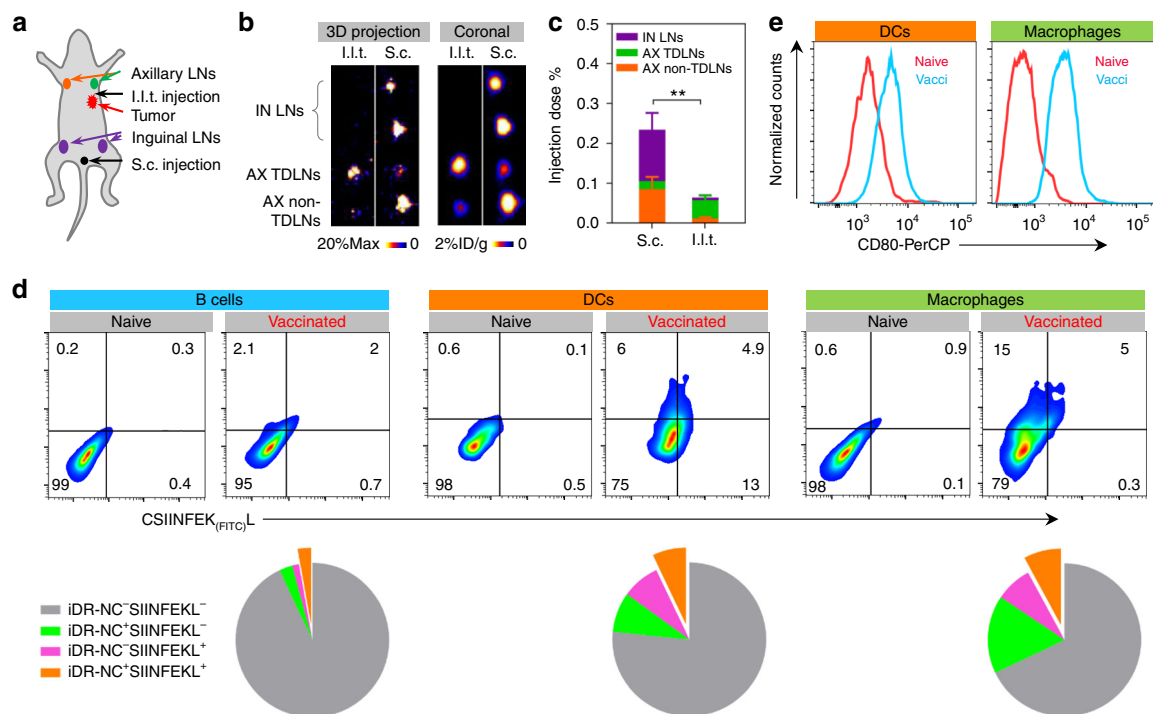 a
Axillary LNs
I.l.t. injection
Tumor
Inguinal LNs
S.c. injection
b
3D projection
Coronal
I.l.t.
S.c.
I.l.t.
S.c.
IN LNs
AX TDLNs
AX non-
TDLNs
20%Max
0
2%ID/g
0
c
Injection dose %
0.5
0.4
0.3
0.2
0.1
0.0
IN LNs
AX TDLNs
AX non-TDLNs
**
S.c.
I.l.t.
e
DCs
Macrophages
Normalized counts
Naive
Vacci
Naive
Vacci
10³
10⁴
10⁵
10³
10⁴
10⁵
CD80-PerCP
d
B cells
DCs
Macrophages
Naive
Vaccinated
Naive
Vaccinated
Naive
Vaccinated
0.2
0.3
99
0.4
2.1
2
95
0.7
0.6
0.1
98
0.5
6
4.9
75
13
0.6
0.9
98
0.1
15
5
79
0.3
CSIINFEK(FITC)L
iDR-NC⁻SIINFEKL⁻
iDR-NC⁺SIINFEKL⁻
iDR-NC⁻SIINFEKL⁺
iDR-NC⁺SIINFEKL⁺